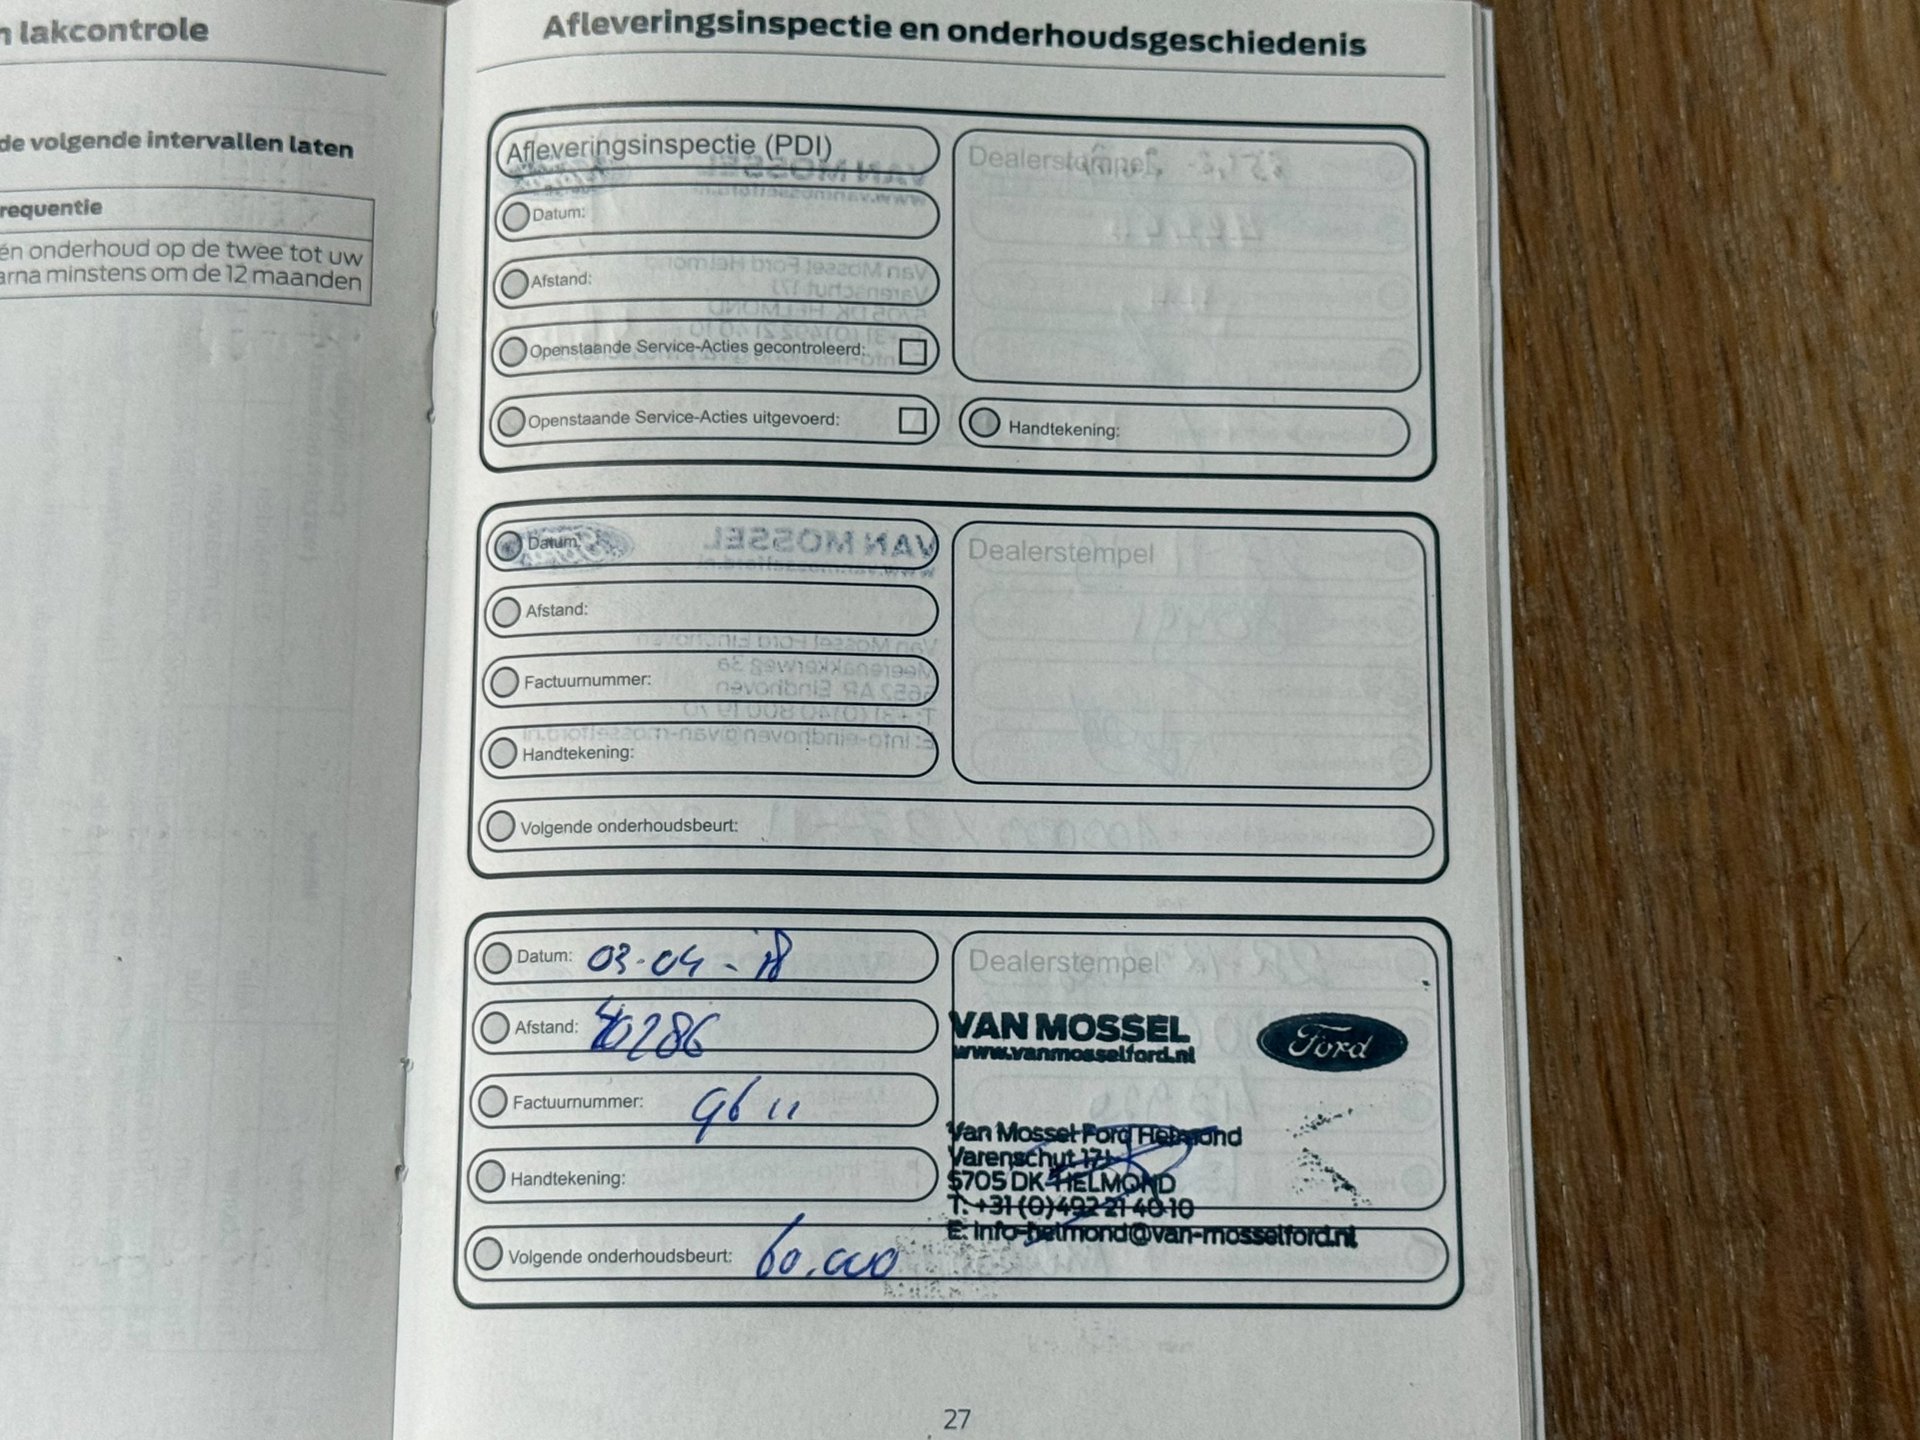 n lakcontrole
de volgende intervallen laten
requentie
én onderhoud op de twee tot uw
arna minstens om de 12 maanden
Afleveringsinspectie en onderhoudsgeschiedenis
Afleveringsinspectie (PDI)
Dealerstempel
Datum:
Afstand:
Openstaande Service-Acties gecontroleerd:
Openstaande Service-Acties uitgevoerd:
Handtekening:
Datum:
Dealerstempel
Afstand:
Factuurnummer:
Handtekening:
Volgende onderhoudsbeurt:
Datum: 03-04-18
Dealerstempel
Afstand: 40286
Factuurnummer: 9611
Handtekening:
Volgende onderhoudsbeurt: 60.000
VAN MOSSEL
www.vanmosselford.nl
Ford
Van Mossel Ford Helmond
Varenschut 17
5705 DK HELMOND
T: +31 (0)492 21 40 10
E: info-helmond@van-mosselford.nl
27